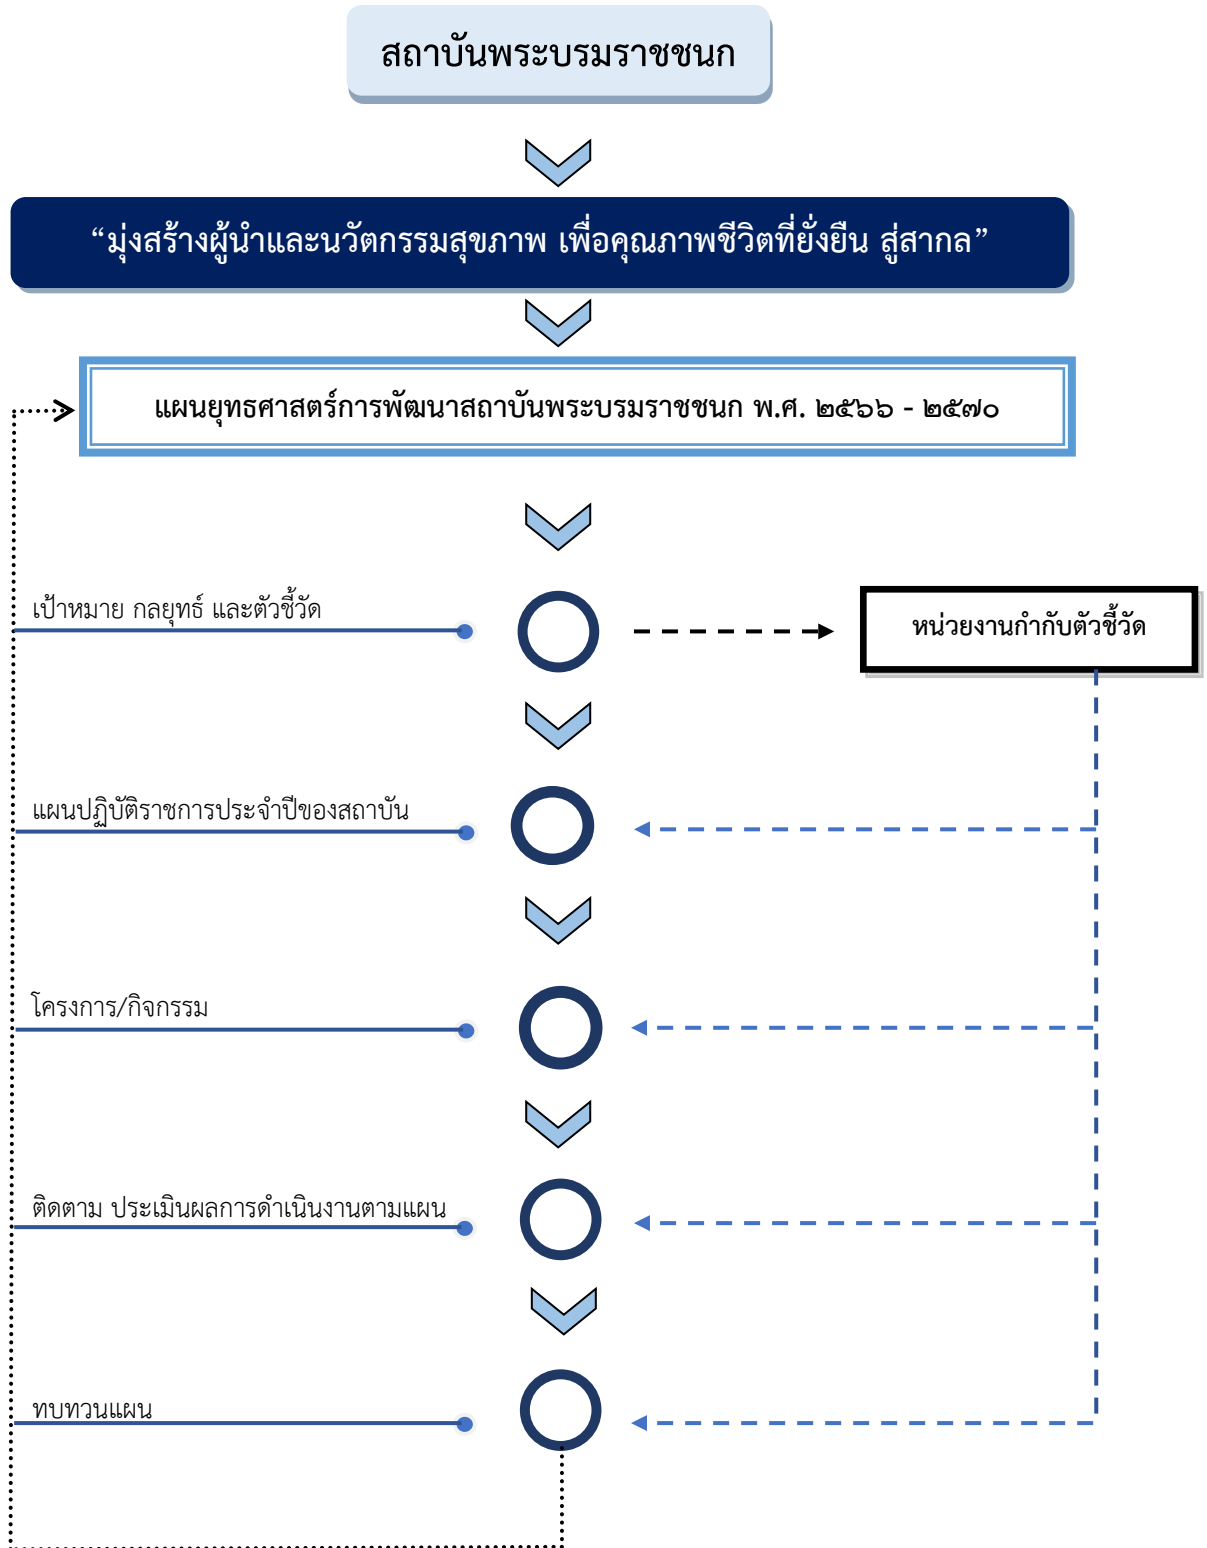 สถาบันพระบรมราชชนก
“มุ่งสร้างผู้นำและนวัตกรรมสุขภาพ เพื่อคุณภาพชีวิตที่ยั่งยืน สู่สากล”
แผนยุทธศาสตร์การพัฒนาสถาบันพระบรมราชชนก พ.ศ. ๒๕๖๖ - ๒๕๗๐
เป้าหมาย กลยุทธ์ และตัวชี้วัด
หน่วยงานกำกับตัวชี้วัด
แผนปฏิบัติราชการประจำปีของสถาบัน
โครงการ/กิจกรรม
ติดตาม ประเมินผลการดำเนินงานตามแผน
ทบทวนแผน